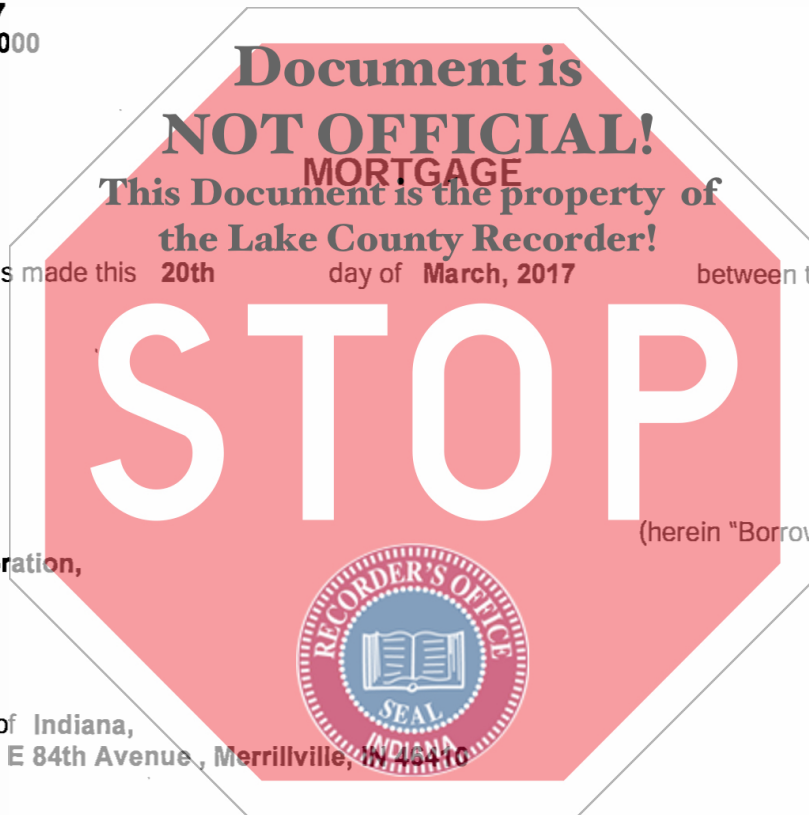 7
000
Document is
NOT OFFICIAL!
MORTGAGE
This Document is the property of
the Lake County Recorder!
s made this 20th day of March, 2017 between t
STOP
(herein "Borrow
ration,
RECORDER'S OFFICE
SEAL
INDIANA
of Indiana,
E 84th Avenue , Merrillville, IN 46410